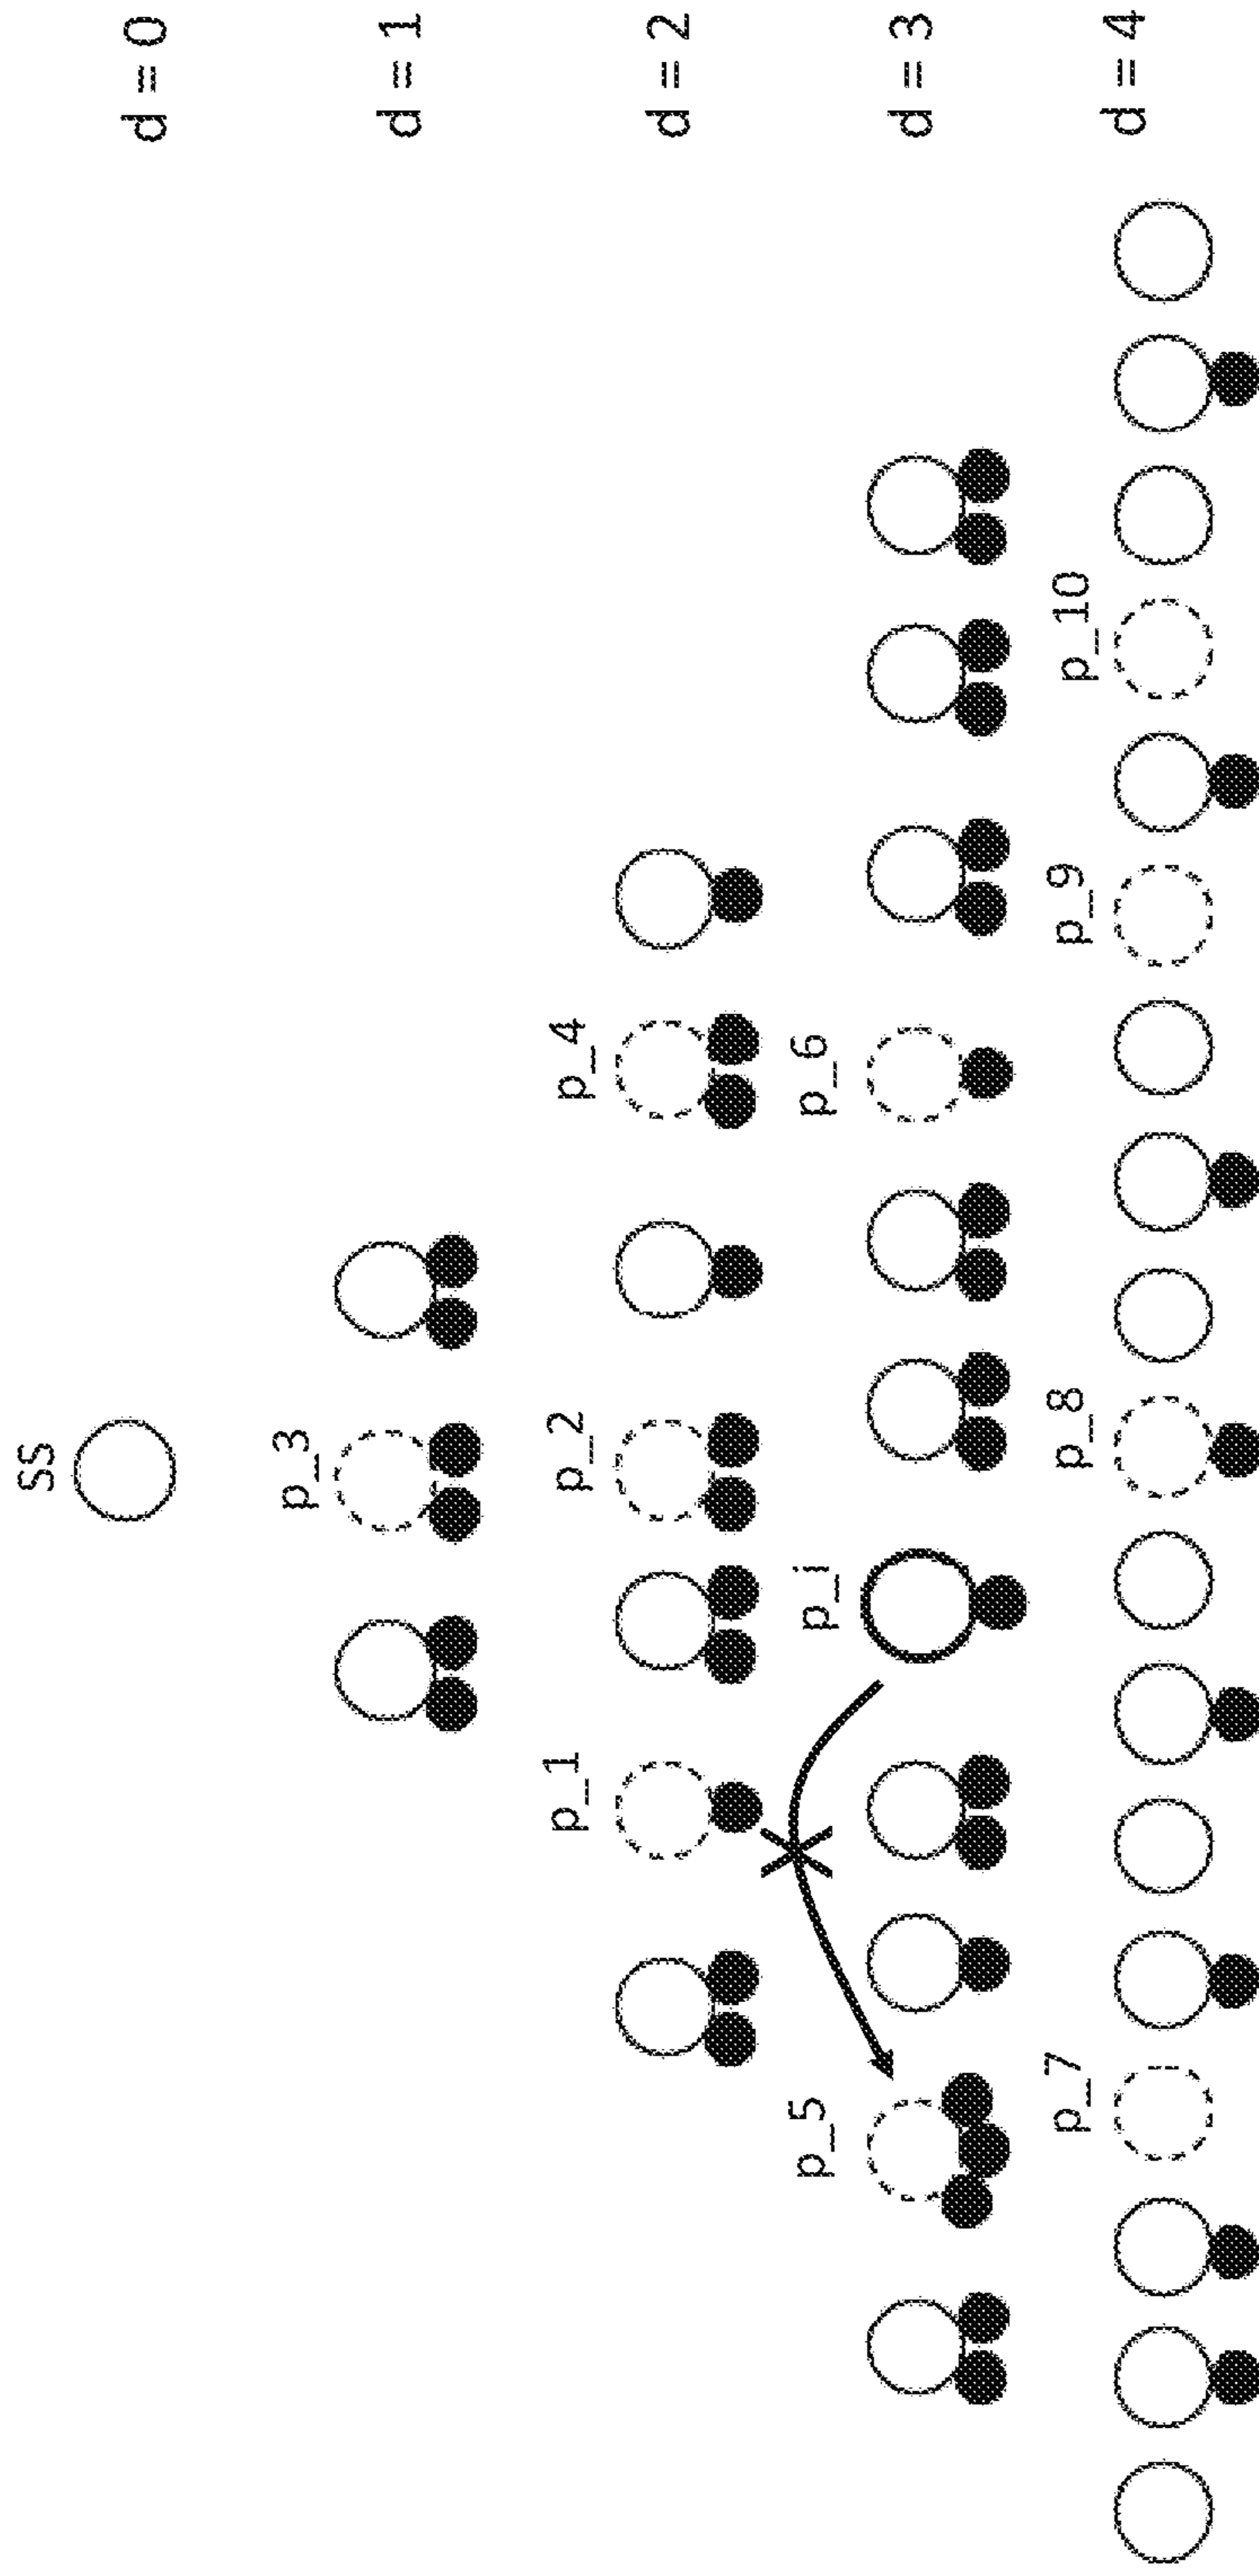 SS
d = 0
p_3
d = 1
p_1
p_2
p_4
d = 2
p_5
p_i
p_6
d = 3
p_7
p_8
p_9
p_10
d = 4